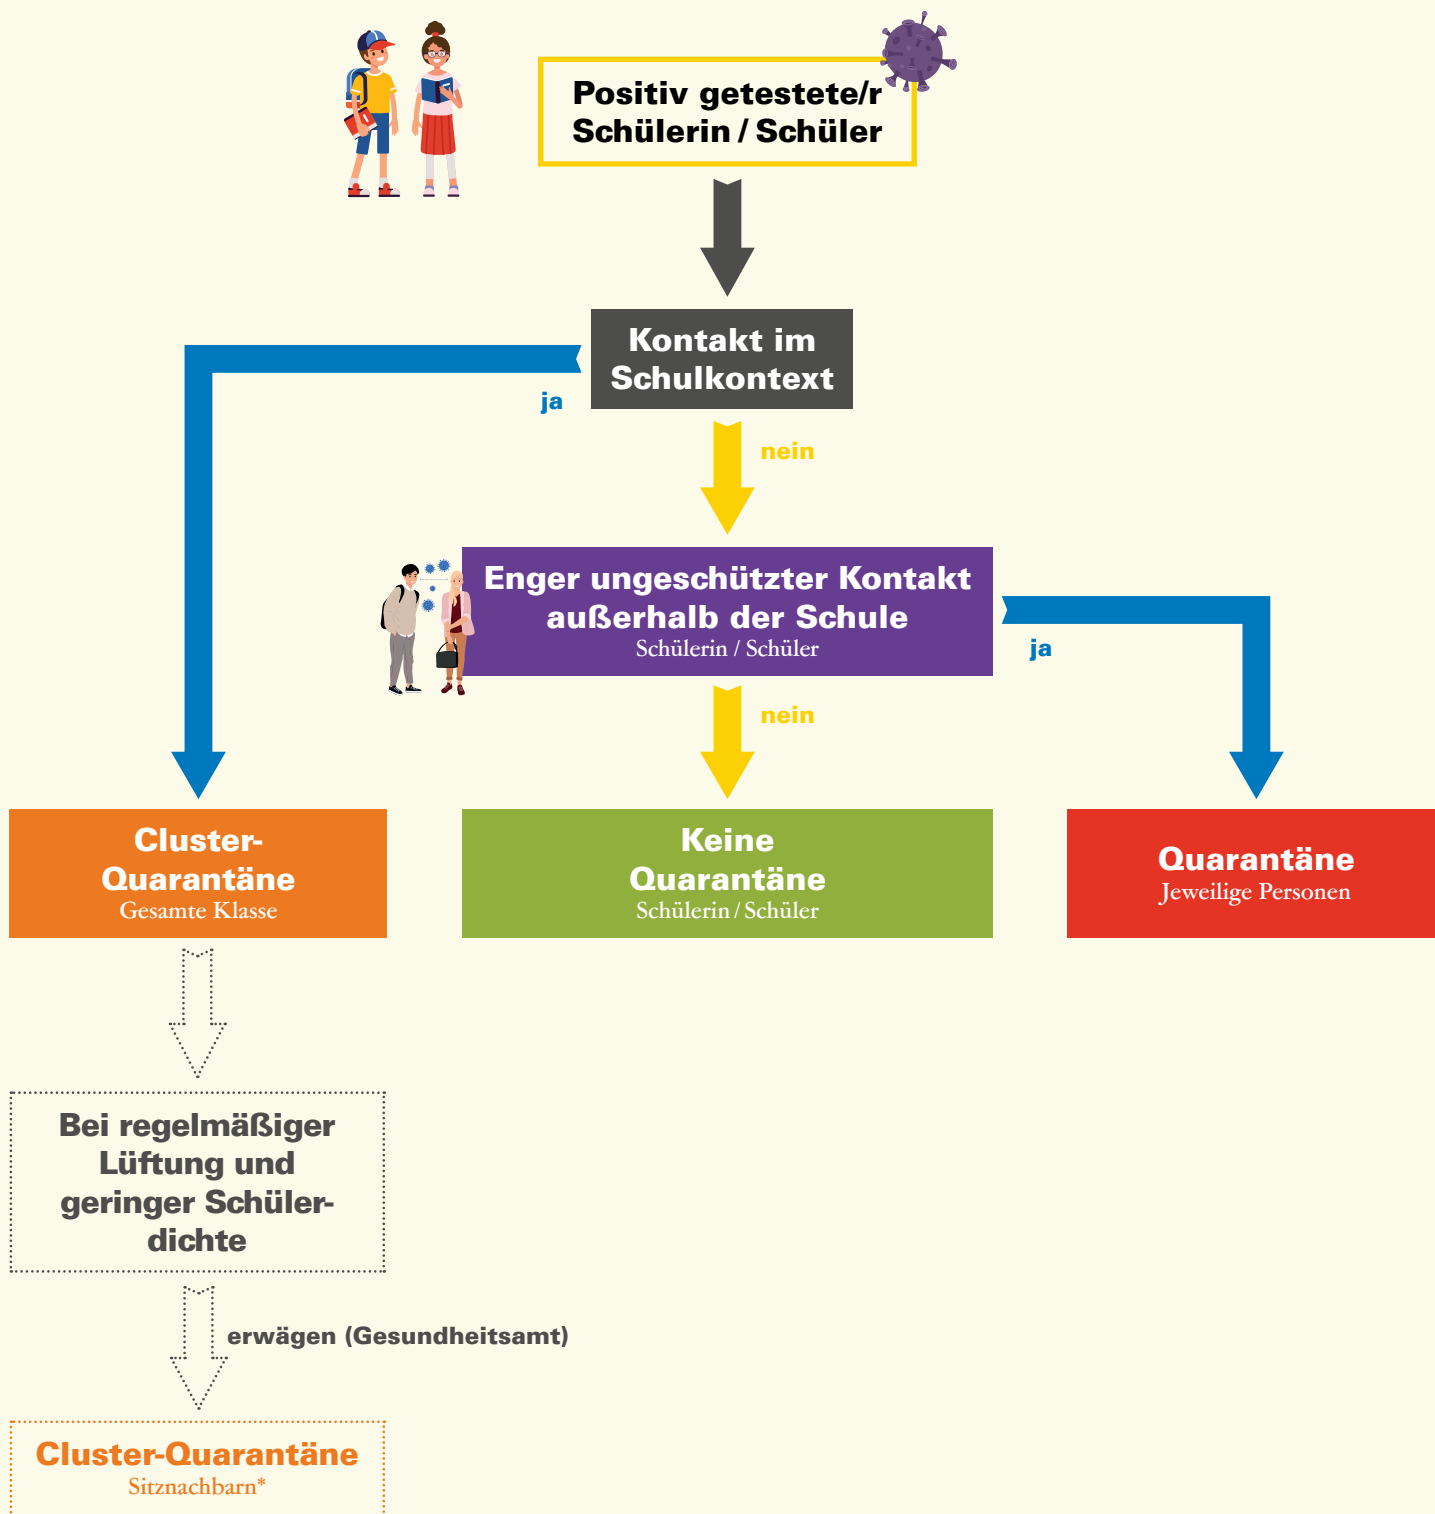 Positiv getestete/r
Schülerin / Schüler
Kontakt im
Schulkontext
ja
nein
Enger ungeschützter Kontakt
außerhalb der Schule
Schülerin / Schüler
ja
nein
Cluster-
Quarantäne
Gesamte Klasse
Keine
Quarantäne
Schülerin / Schüler
Quarantäne
Jeweilige Personen
Bei regelmäßiger
Lüftung und
geringer Schüler-
dichte
erwägen (Gesundheitsamt)
Cluster-Quarantäne
Sitznachbarn*